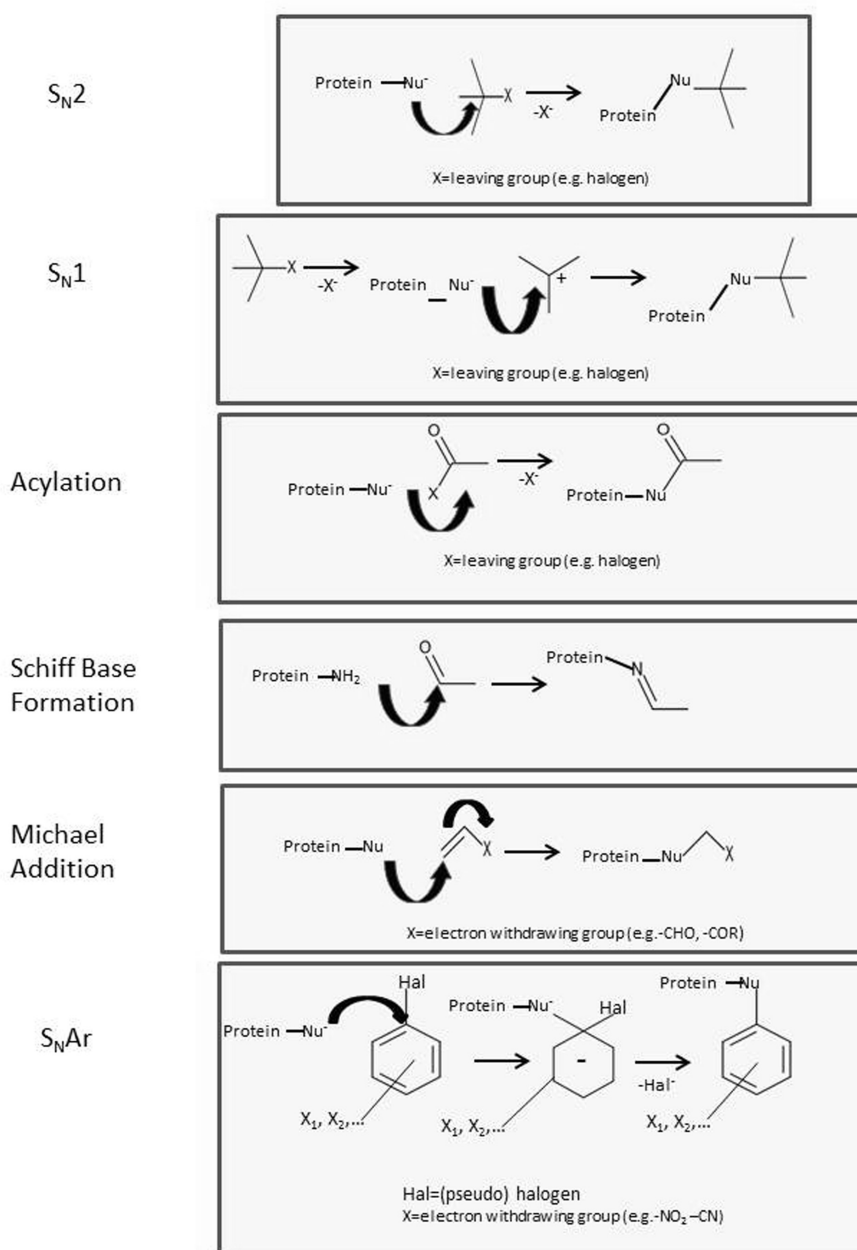 SN2
Protein —Nu⁻
X
-X⁻
Nu
Protein
X=leaving group (e.g. halogen)
SN1
X
-X⁻
Protein — Nu⁻
+
Nu
Protein
X=leaving group (e.g. halogen)
Acylation
O
Protein —Nu⁻
X
-X⁻
O
Protein—Nu
X=leaving group (e.g. halogen)
Schiff Base
Formation
Protein —NH₂
O
Protein
N
Michael
Addition
Protein —Nu
X
Protein —Nu
X
X=electron withdrawing group (e.g.-CHO, -COR)
SNAr
Protein —Nu⁻
Hal
X₁, X₂,...
Protein —Nu⁻
Hal
-
X₁, X₂,...
-Hal⁻
Protein —Nu
X₁, X₂,...
Hal=(pseudo) halogen
X=electron withdrawing group (e.g.-NO₂ –CN)